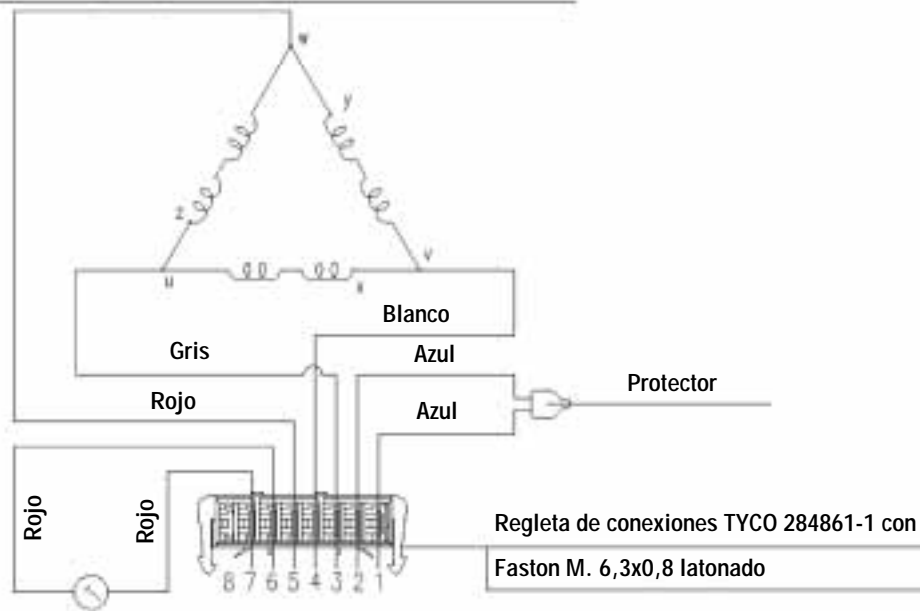 w
y
z
v
u
x
Blanco
Gris
Azul
Protector
Rojo
Azul
Rojo
Rojo
Regleta de conexiones TYCO 284861-1 con
Faston M. 6,3x0,8 latonado
8 7 6 5 4 3 2 1